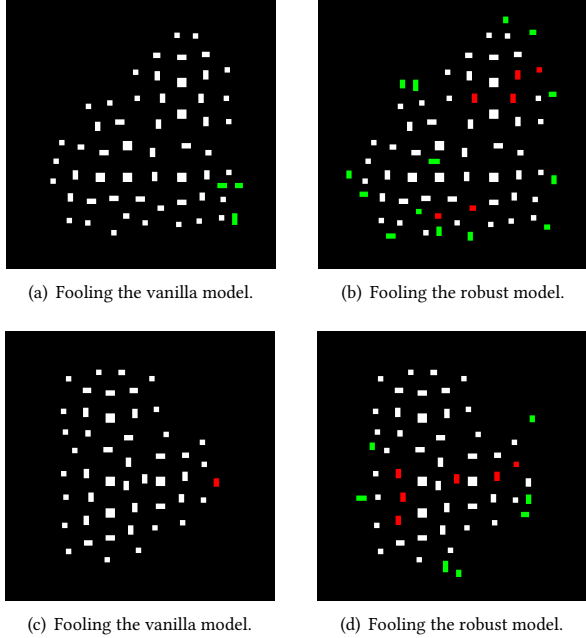 (a) Fooling the vanilla model.
(b) Fooling the robust model.
(c) Fooling the vanilla model.
(d) Fooling the robust model.